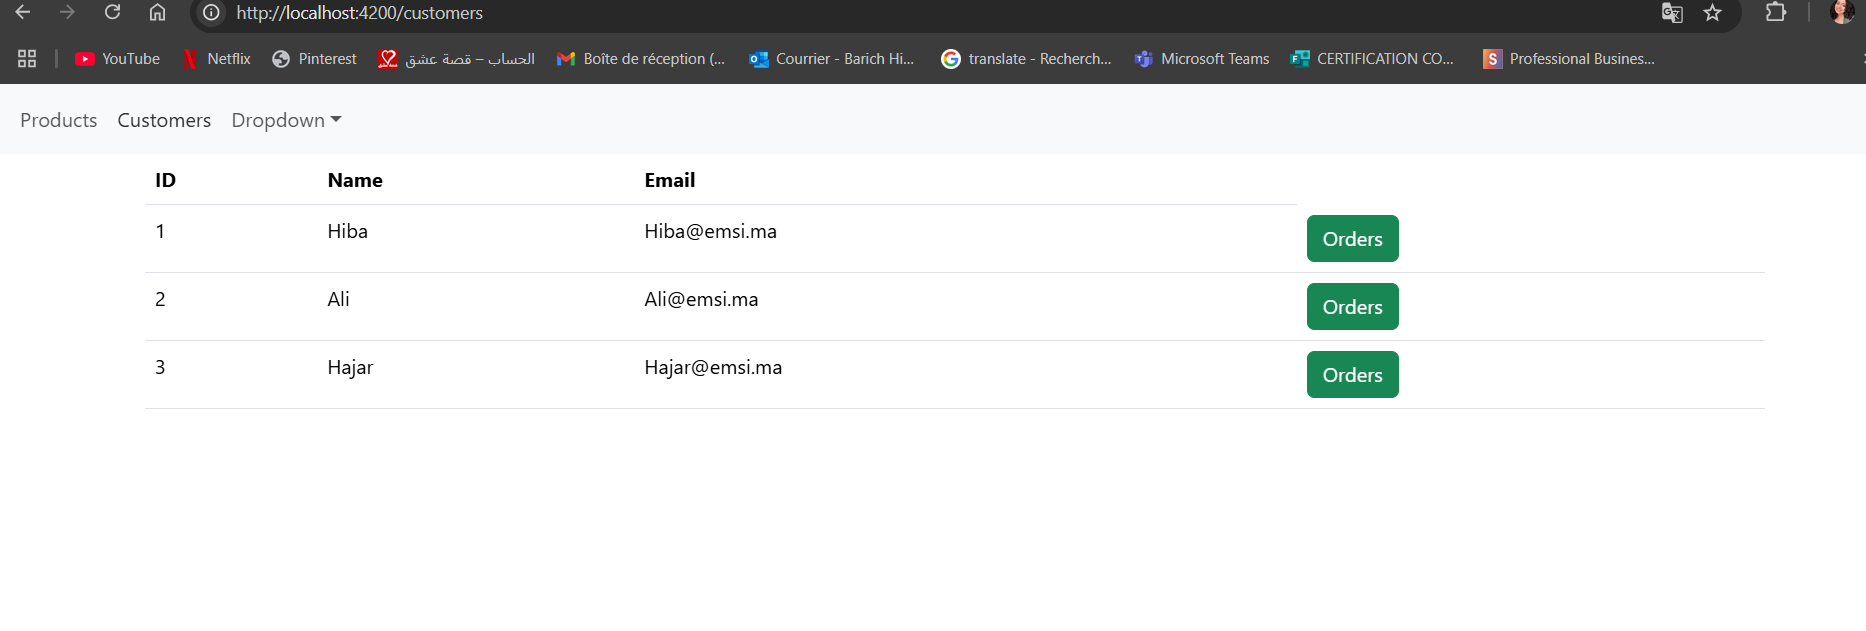 http://localhost:4200/customers
YouTube Netflix Pinterest الحساب – قصة عشق Boîte de réception (... Courrier - Barich Hi... translate - Recherch... Microsoft Teams CERTIFICATION CO... Professional Busines...
Products Customers Dropdown
ID Name Email
1 Hiba Hiba@emsi.ma Orders
2 Ali Ali@emsi.ma Orders
3 Hajar Hajar@emsi.ma Orders